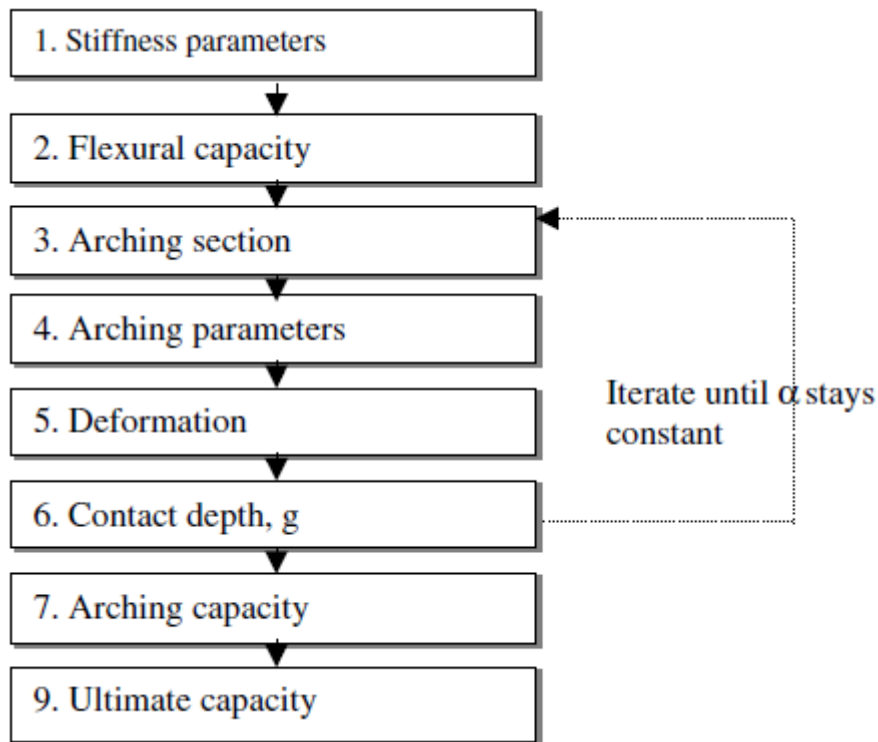 1. Stiffness parameters
2. Flexural capacity
3. Arching section
4. Arching parameters
5. Deformation
Iterate until α stays
constant
6. Contact depth, g
7. Arching capacity
9. Ultimate capacity